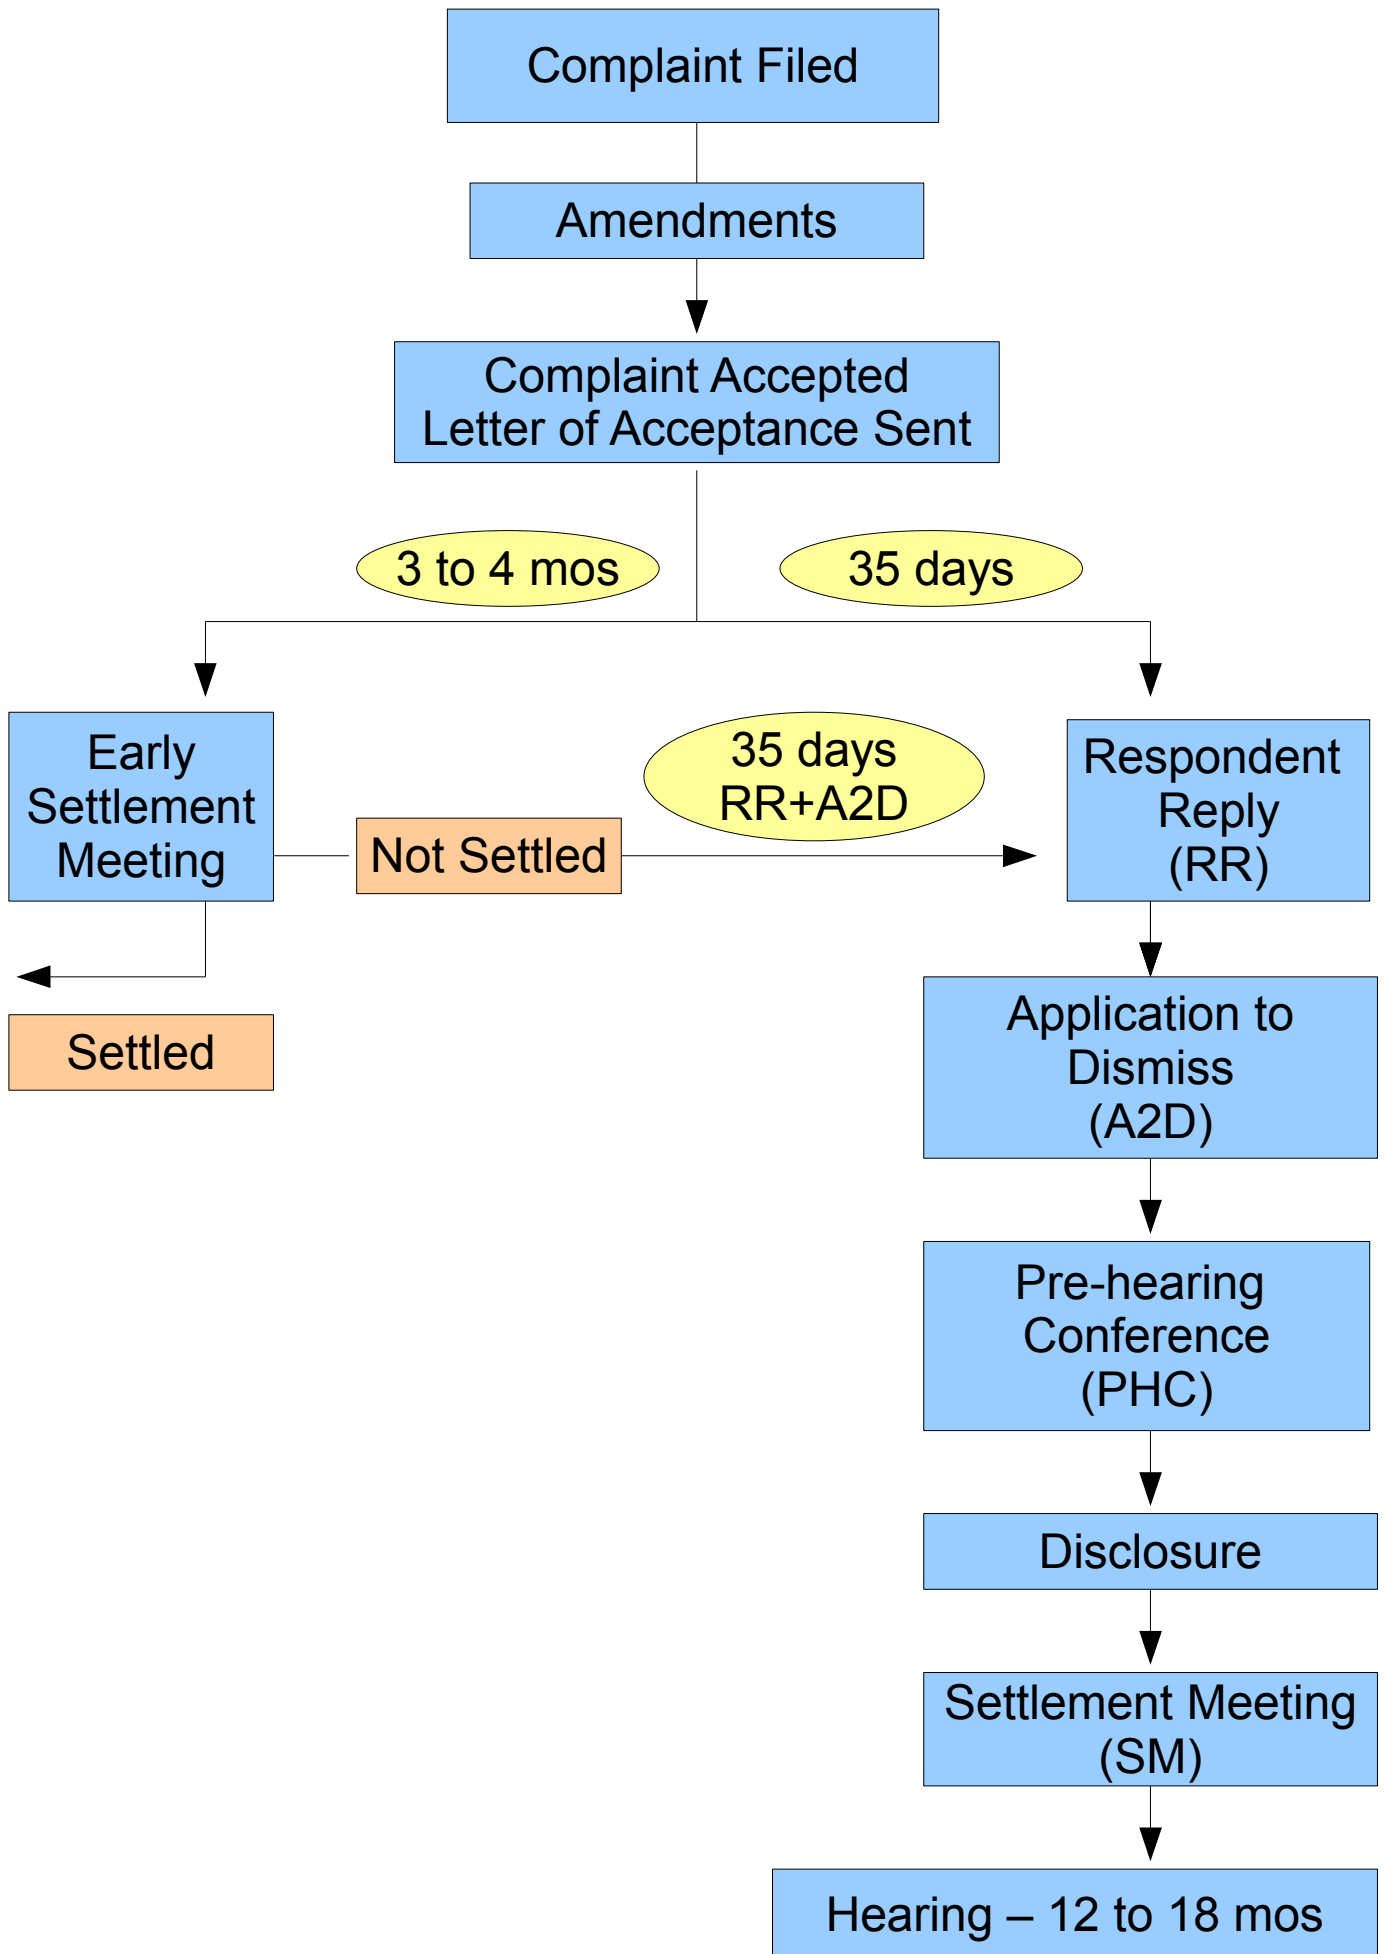 Complaint Filed
Amendments
Complaint Accepted
Letter of Acceptance Sent
3 to 4 mos
35 days
Early
Settlement
Meeting
Not Settled
35 days
RR+A2D
Respondent
Reply
(RR)
Settled
Application to
Dismiss
(A2D)
Pre-hearing
Conference
(PHC)
Disclosure
Settlement Meeting
(SM)
Hearing – 12 to 18 mos